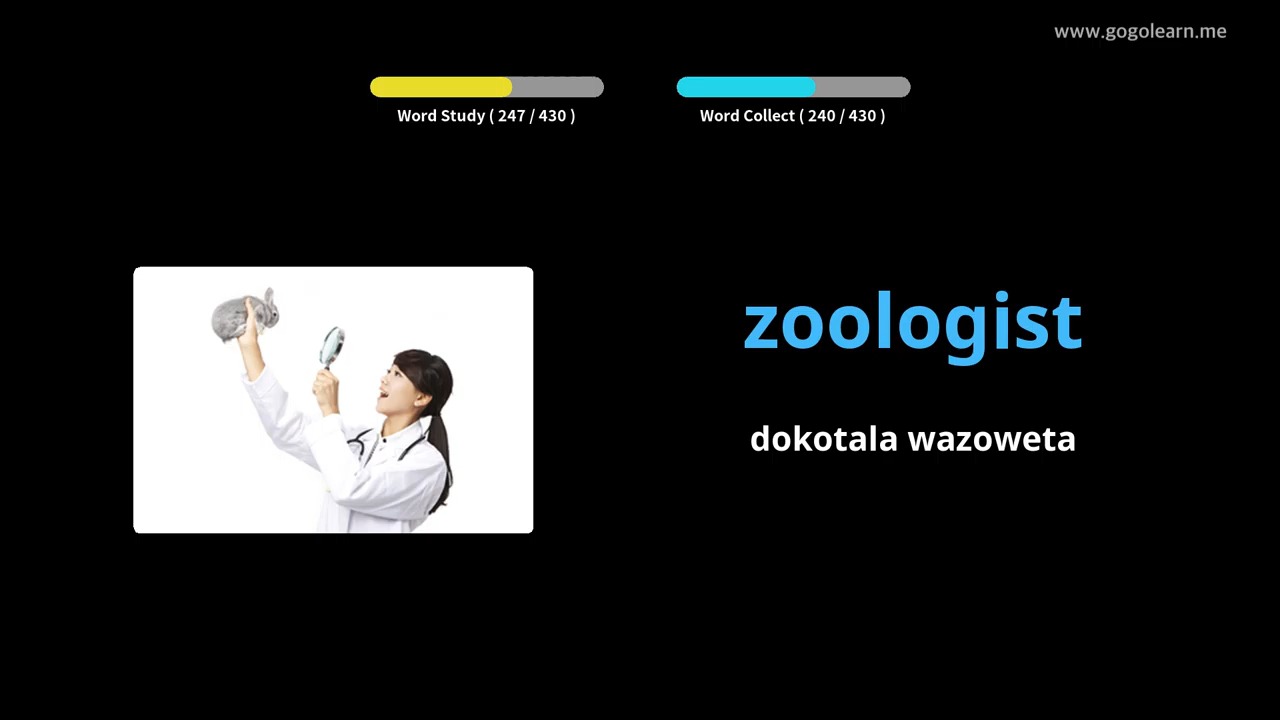 www.gogolearn.me
Word Study ( 247 / 430 )
Word Collect ( 240 / 430 )
zoologist
dokotala wazoweta